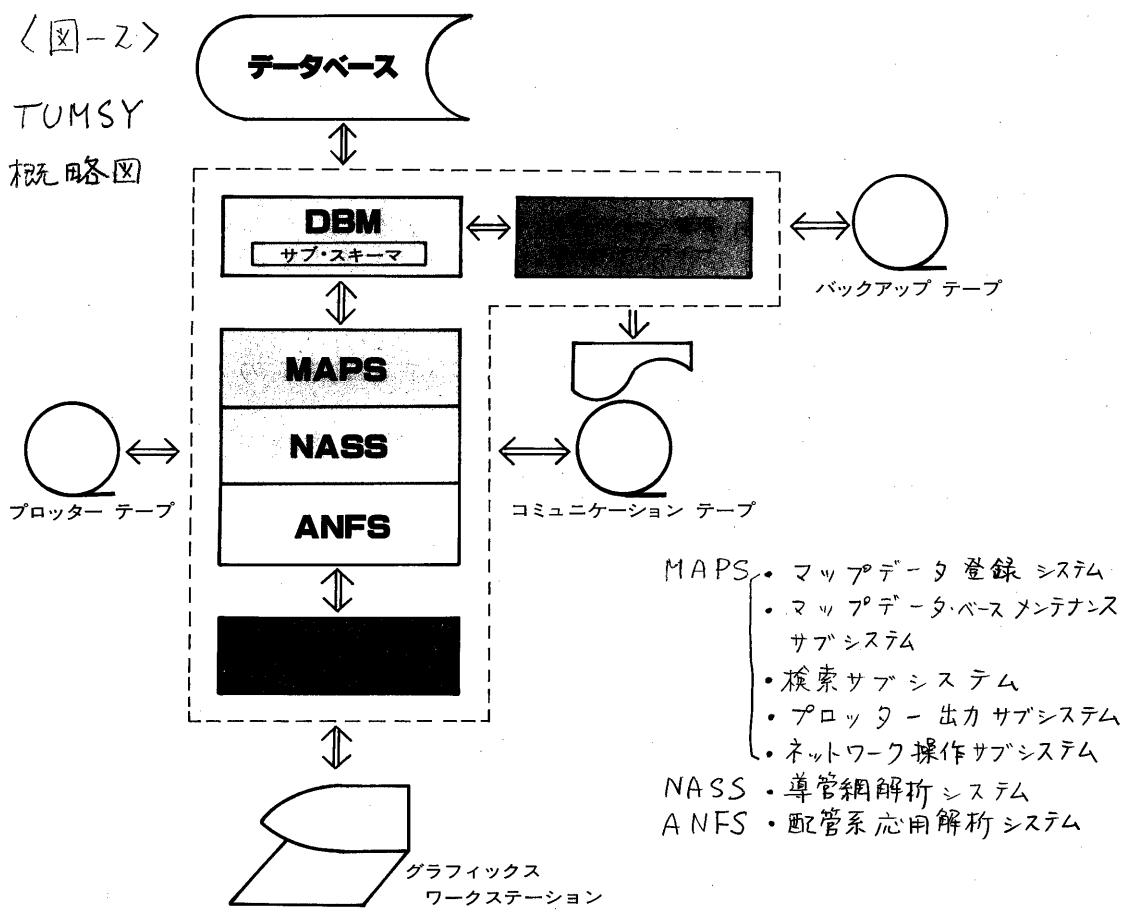 〈図-2〉
TUMSY
概略図
データベース
DBM
サブ・スキーマ
バックアップ テープ
MAPS
NASS
ANFS
プロッター テープ
コミュニケーション テープ
MAPS ・マップデータ登録システム
・マップデータ・ベースメンテナンス
サブシステム
・検索サブシステム
・プロッター出力サブシステム
・ネットワーク操作サブシステム
NASS ・導管網解析システム
ANFS ・配管系応用解析システム
グラフィックス
ワークステーション